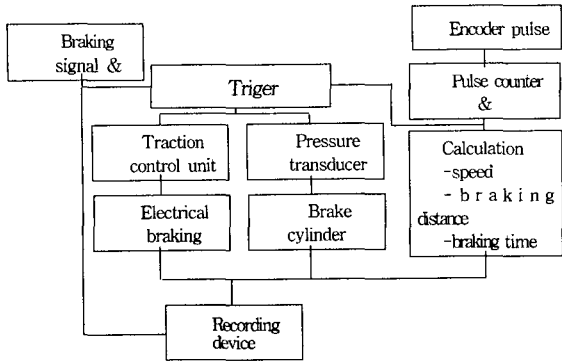 Braking
signal &
Encoder pulse
Triger
Pulse counter
&
Traction
control unit
Pressure
transducer
Calculation
-speed
- b r a k i n g
distance
-braking time
Electrical
braking
Brake
cylinder
Recording
device